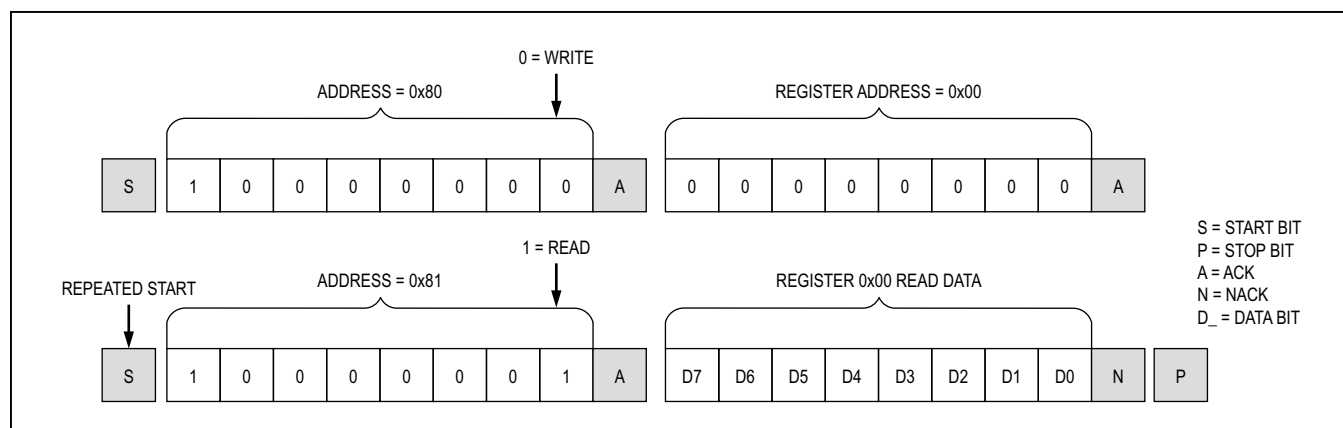 0 = WRITE
ADDRESS = 0x80 REGISTER ADDRESS = 0x00
S 1 0 0 0 0 0 0 0 A 0 0 0 0 0 0 0 0 A
1 = READ
REPEATED START ADDRESS = 0x81 REGISTER 0x00 READ DATA
S 1 0 0 0 0 0 0 1 A D7 D6 D5 D4 D3 D2 D1 D0 N P
S = START BIT
P = STOP BIT
A = ACK
N = NACK
D_ = DATA BIT